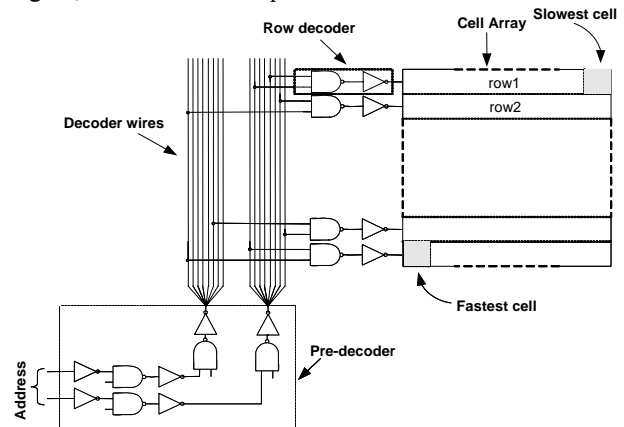 Slowest cell
Row decoder
Cell Array
row1
row2
Decoder wires
Fastest cell
Pre-decoder
Address